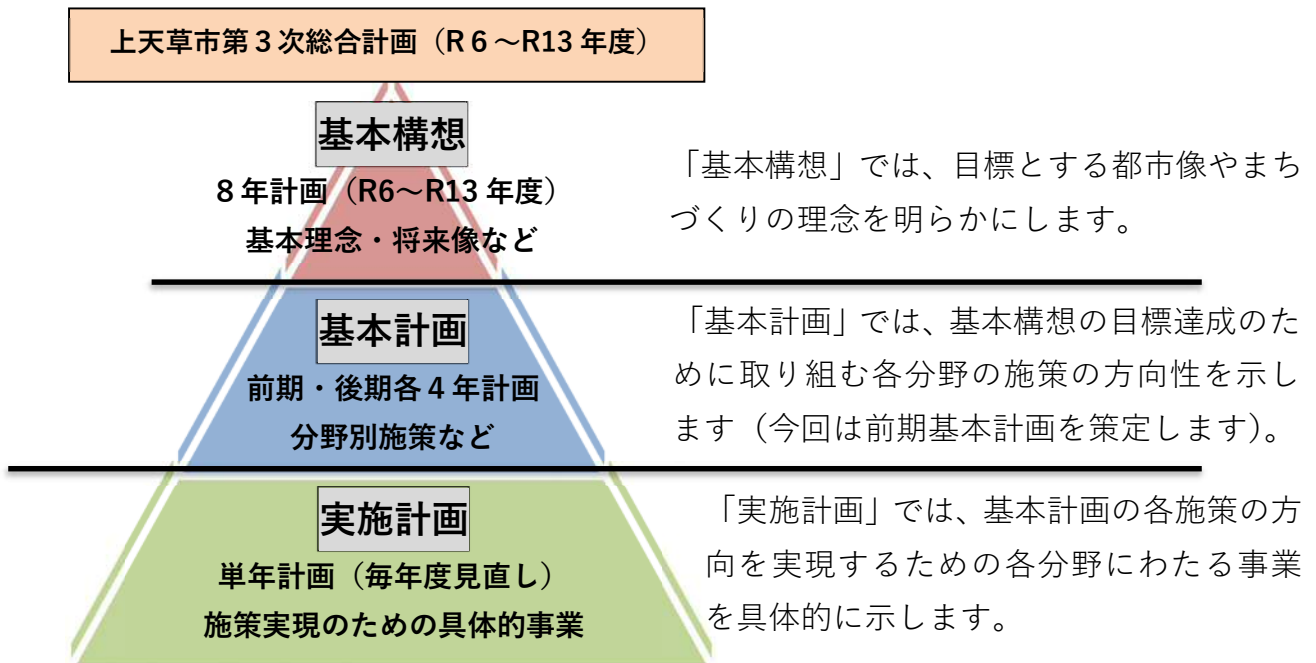 上天草市第３次総合計画（R６～R13 年度）
基本構想
８年計画（R6～R13 年度）
基本理念・将来像など
「基本構想」では、目標とする都市像やまち
づくりの理念を明らかにします。
基本計画
前期・後期各４年計画
分野別施策など
「基本計画」では、基本構想の目標達成のた
めに取り組む各分野の施策の方向性を示し
ます（今回は前期基本計画を策定します）。
実施計画
単年計画（毎年度見直し）
施策実現のための具体的事業
「実施計画」では、基本計画の各施策の方
向を実現するための各分野にわたる事業
を具体的に示します。